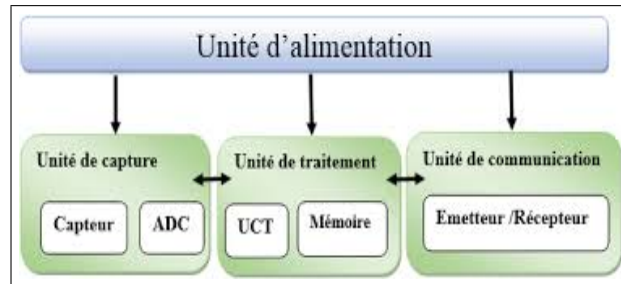 Unité d'alimentation
Unité de capture
Capteur
ADC
Unité de traitement
UCT
Mémoire
Unité de communication
Emetteur /Récepteur